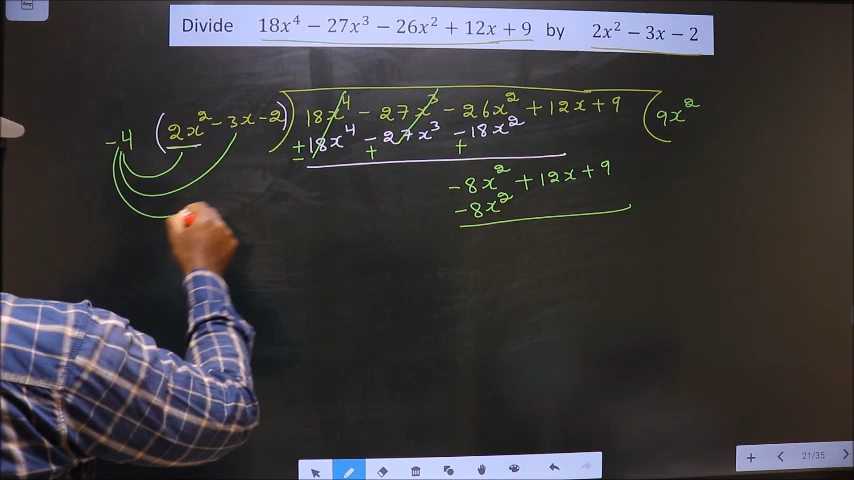 Divide 18x⁴ − 27x³ − 26x² + 12x + 9 by 2x² − 3x − 2
-4 (2x² - 3x - 2) 18x⁴ - 27x³ - 26x² + 12x + 9 ( 9x²
+18x⁴ - 27x³ - 18x²
- + +
-8x² + 12x + 9
-8x²
21/35